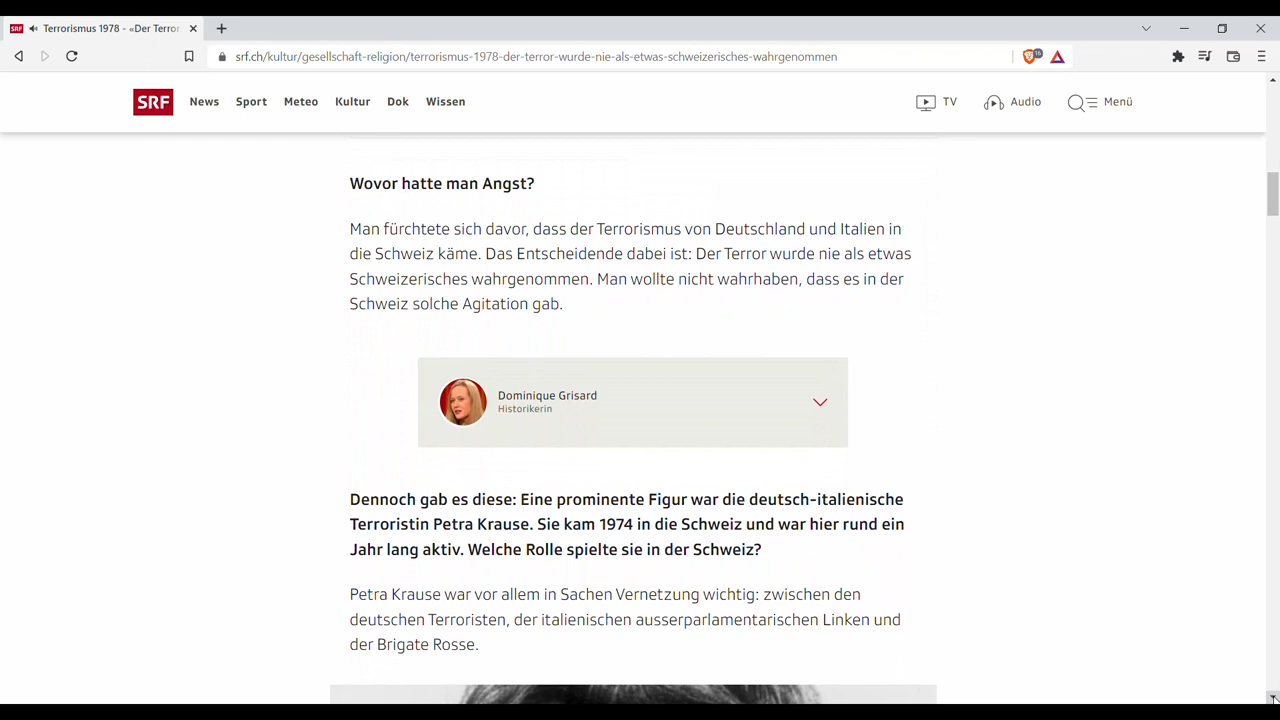 SRF Terrorismus 1978 - «Der Terror
srf.ch/kultur/gesellschaft-religion/terrorismus-1978-der-terror-wurde-nie-als-etwas-schweizerisches-wahrgenommen
16
SRF News Sport Meteo Kultur Dok Wissen TV Audio Menü
Wovor hatte man Angst?
Man fürchtete sich davor, dass der Terrorismus von Deutschland und Italien in
die Schweiz käme. Das Entscheidende dabei ist: Der Terror wurde nie als etwas
Schweizerisches wahrgenommen. Man wollte nicht wahrhaben, dass es in der
Schweiz solche Agitation gab.
Dominique Grisard
Historikerin
Dennoch gab es diese: Eine prominente Figur war die deutsch-italienische
Terroristin Petra Krause. Sie kam 1974 in die Schweiz und war hier rund ein
Jahr lang aktiv. Welche Rolle spielte sie in der Schweiz?
Petra Krause war vor allem in Sachen Vernetzung wichtig: zwischen den
deutschen Terroristen, der italienischen ausserparlamentarischen Linken und
der Brigate Rosse.